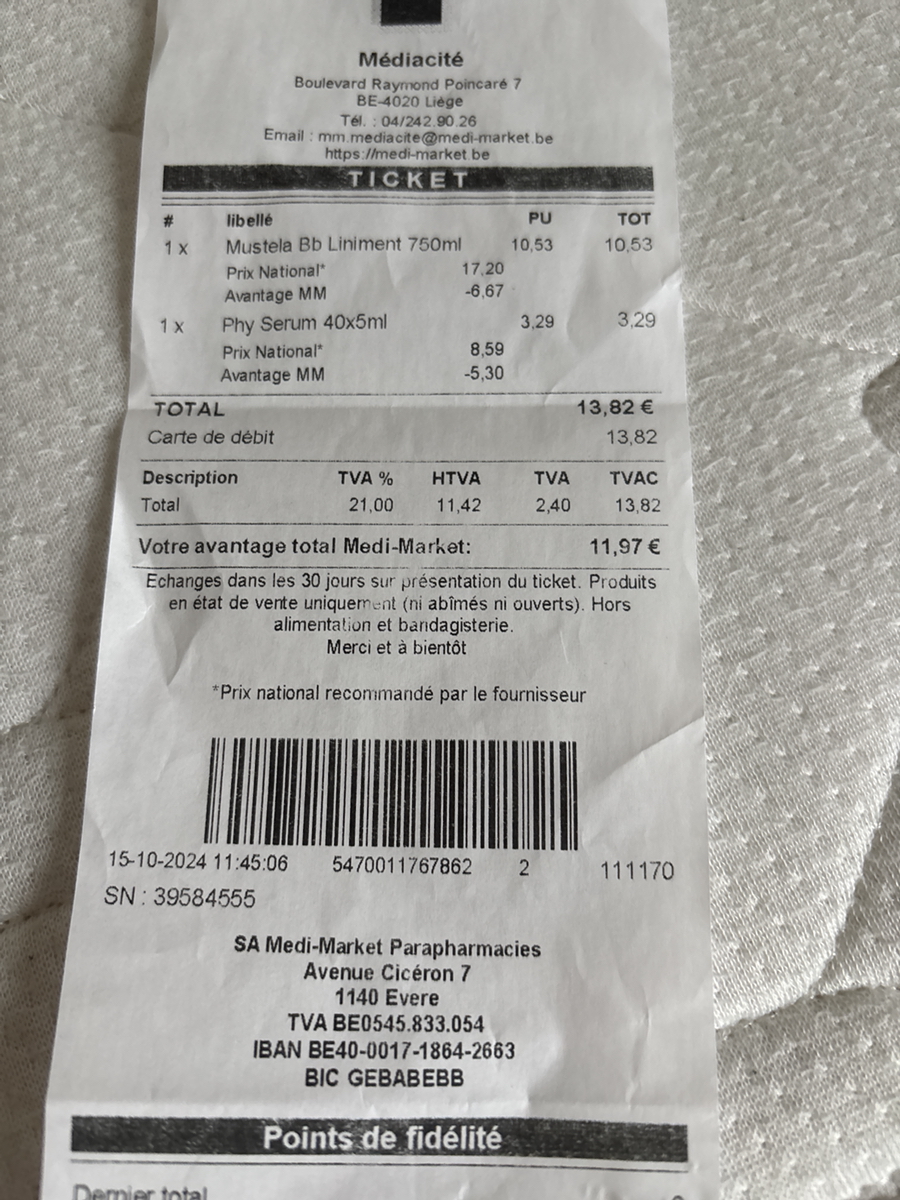 Médiacité
Boulevard Raymond Poincaré 7
BE-4020 Liège
Tél. : 04/242.90.26
Email : mm.mediacite@medi-market.be
https://medi-market.be
TICKET
# libellé PU TOT
1 x Mustela Bb Liniment 750ml 10,53 10,53
Prix National* 17,20
Avantage MM -6,67
1 x Phy Serum 40x5ml 3,29 3,29
Prix National* 8,59
Avantage MM -5,30
TOTAL 13,82 €
Carte de débit 13,82
Description TVA % HTVA TVA TVAC
Total 21,00 11,42 2,40 13,82
Votre avantage total Medi-Market: 11,97 €
Echanges dans les 30 jours sur présentation du ticket. Produits
en état de vente uniquement (ni abîmés ni ouverts). Hors
alimentation et bandagisterie.
Merci et à bientôt
*Prix national recommandé par le fournisseur
15-10-2024 11:45:06 5470011767862 2 111170
SN : 39584555
SA Medi-Market Parapharmacies
Avenue Cicéron 7
1140 Evere
TVA BE0545.833.054
IBAN BE40-0017-1864-2663
BIC GEBABEBB
Points de fidélité
Dernier total